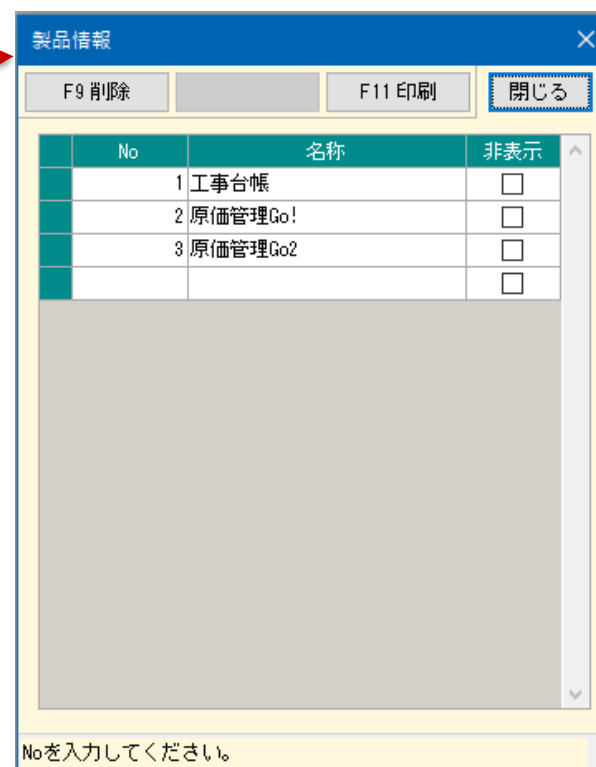 製品情報
F9 削除 F11 印刷 閉じる
No 名称 非表示
1 工事台帳
2 原価管理Go!
3 原価管理Go2
Noを入力してください。